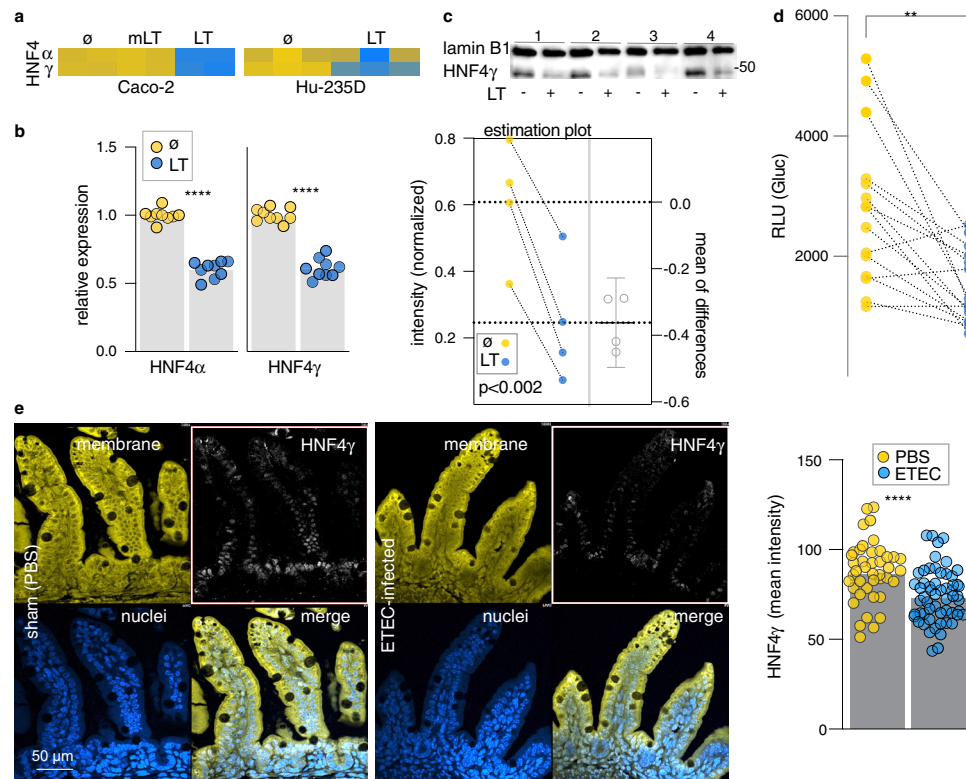 a
ø mLT LT ø LT
HNF4 α
γ
Caco-2 Hu-235D
b
1.5
1.0
0.5
0.0
relative expression
ø
LT
****
****
HNF4α HNF4γ
c
1 2 3 4
lamin B1
HNF4γ
-50
LT - + - + - + - +
estimation plot
0.8
0.6
0.4
0.2
intensity (normalized)
0.0
-0.2
-0.4
-0.6
mean of differences
ø
LT
p<0.002
d
6000
4000
2000
RLU (Gluc)
**
e
membrane HNF4γ membrane HNF4γ
sham (PBS)
ETEC-infected
nuclei merge nuclei merge
50 µm
PBS
ETEC
****
150
100
50
0
HNF4γ (mean intensity)